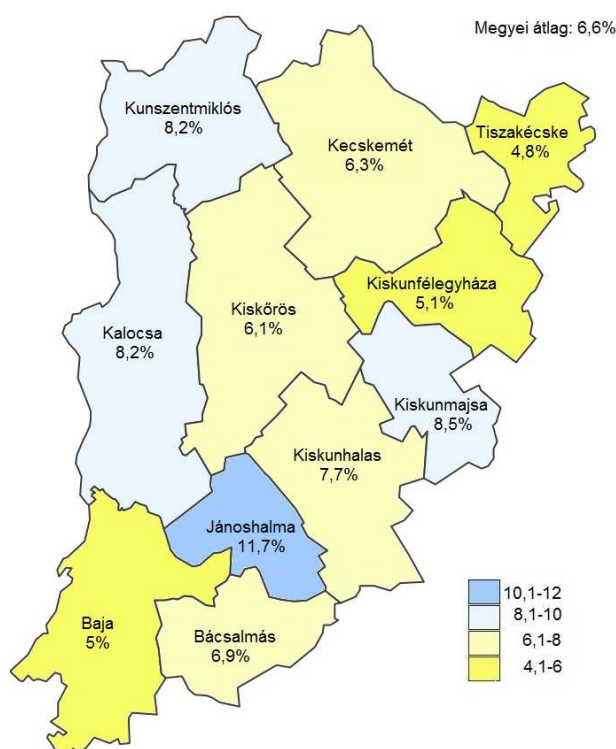 Megyei átlag: 6,6%
Kunszentmiklós
8,2%
Kecskemét
6,3%
Tiszakécske
4,8%
Kiskunfélegyháza
5,1%
Kiskőrös
6,1%
Kalocsa
8,2%
Kiskunmajsa
8,5%
Kiskunhalas
7,7%
Jánoshalma
11,7%
Baja
5%
Bácsalmás
6,9%
10,1-12
8,1-10
6,1-8
4,1-6